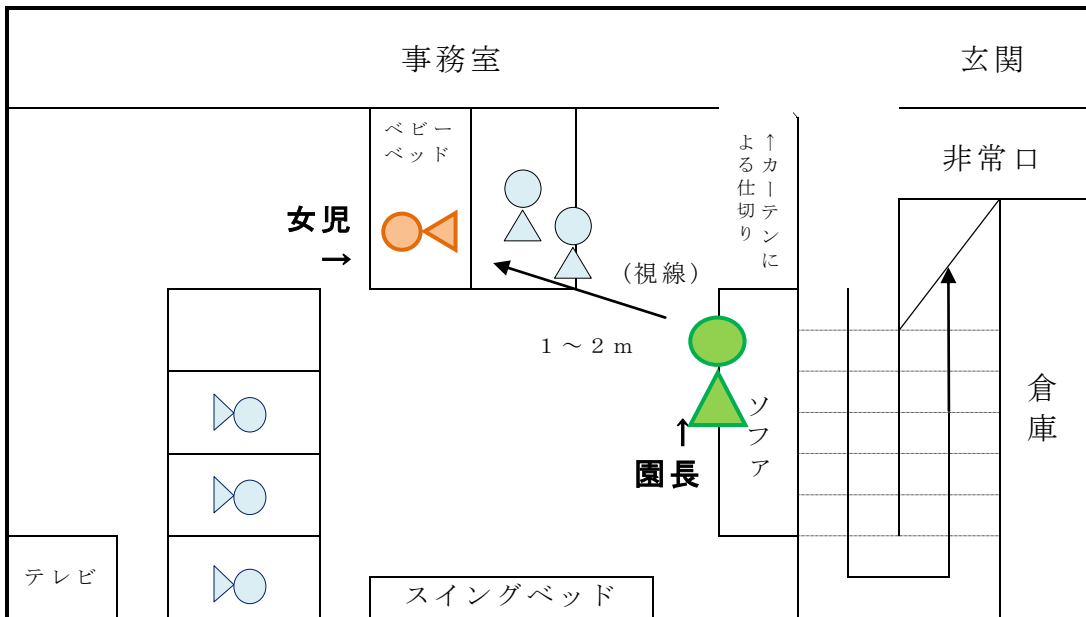 事務室
玄関
ベビー
ベッド
↑カーテンに
よる仕切り
非常口
女児
→
(視線)
1～2m
倉庫
ソファ
↑
園長
テレビ
スイングベッド